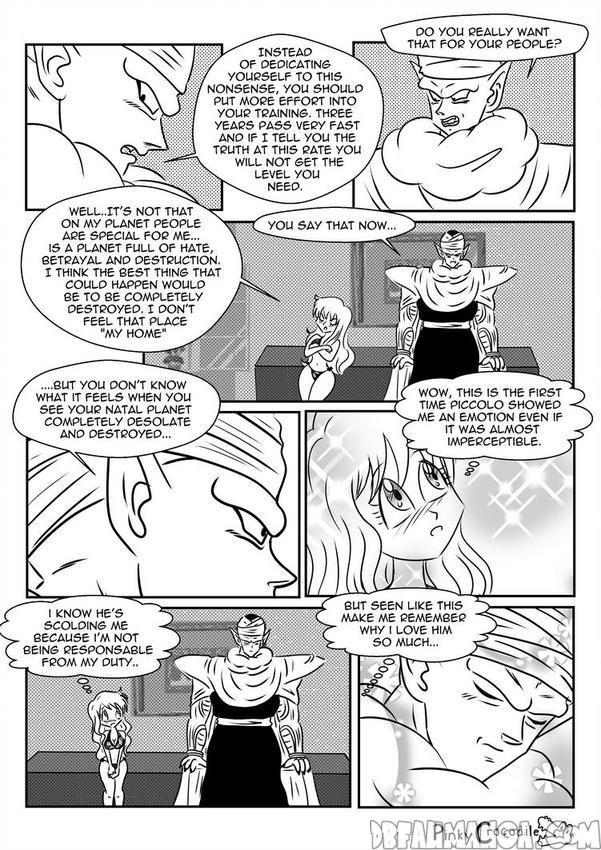 INSTEAD
OF DEDICATING
YOURSELF TO THIS
NONSENSE, YOU SHOULD
PUT MORE EFFORT INTO
YOUR TRAINING. THREE
YEARS PASS VERY FAST
AND IF I TELL YOU THE
TRUTH AT THIS RATE YOU
WILL NOT GET THE
LEVEL YOU
NEED.
DO YOU REALLY WANT
THAT FOR YOUR PEOPLE?
WELL..IT'S NOT THAT
ON MY PLANET PEOPLE
ARE SPECIAL FOR ME...
IS A PLANET FULL OF HATE,
BETRAYAL AND DESTRUCTION.
I THINK THE BEST THING THAT
COULD HAPPEN WOULD
BE TO BE COMPLETELY
DESTROYED. I DON'T
FEEL THAT PLACE
"MY HOME"
YOU SAY THAT NOW...
....BUT YOU DON'T KNOW
WHAT IT FEELS WHEN YOU
SEE YOUR NATAL PLANET
COMPLETELY DESOLATE
AND DESTROYED...
WOW, THIS IS THE FIRST
TIME PICCOLO SHOWED
ME AN EMOTION EVEN IF
IT WAS ALMOST
IMPERCEPTIBLE.
I KNOW HE'S
SCOLDING ME
BECAUSE I'M NOT
BEING RESPONSABLE
FROM MY DUTY..
BUT SEEN LIKE THIS
MAKE ME REMEMBER
WHY I LOVE HIM
SO MUCH...
Pinky Crocodile
DBFANMANGA.COM